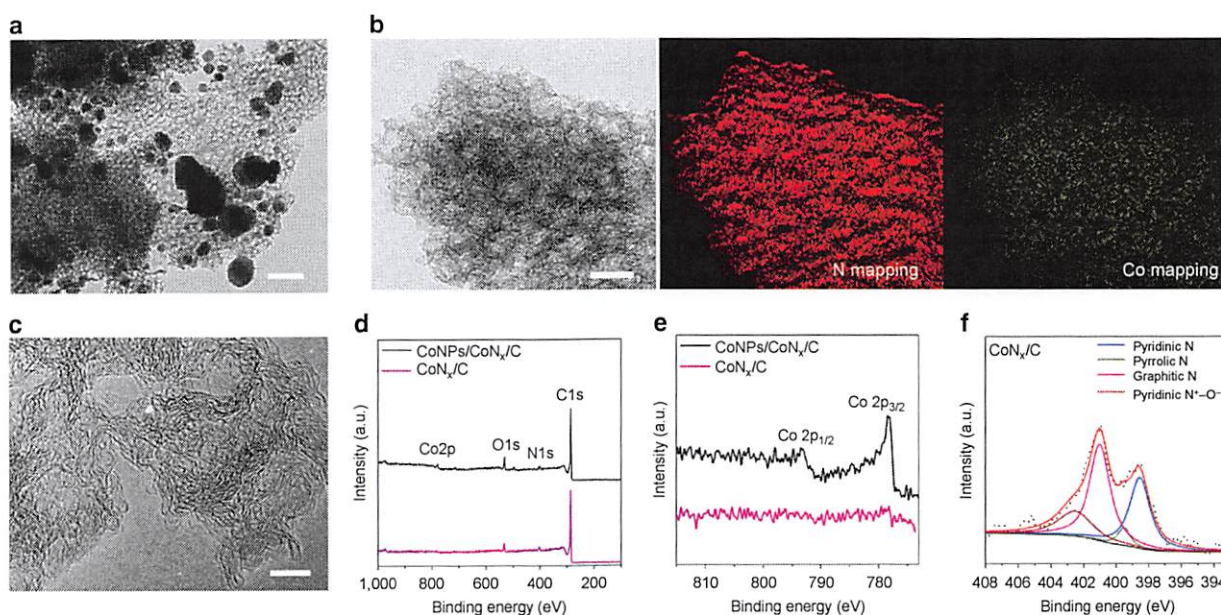 a
b
N mapping
Co mapping
c
d
CoNPs/CoNₓ/C
CoNₓ/C
C1s
Co2p
O1s
N1s
Intensity (a.u.)
1,000 800 600 400 200
Binding energy (eV)
e
CoNPs/CoNₓ/C
CoNₓ/C
Co 2p₃/₂
Co 2p₁/₂
Intensity (a.u.)
810 800 790 780
Binding energy (eV)
f
CoNₓ/C
Pyridinic N
Pyrrolic N
Graphitic N
Pyridinic N⁺–O⁻
Intensity (a.u.)
408 406 404 402 400 398 396 394
Binding energy (eV)